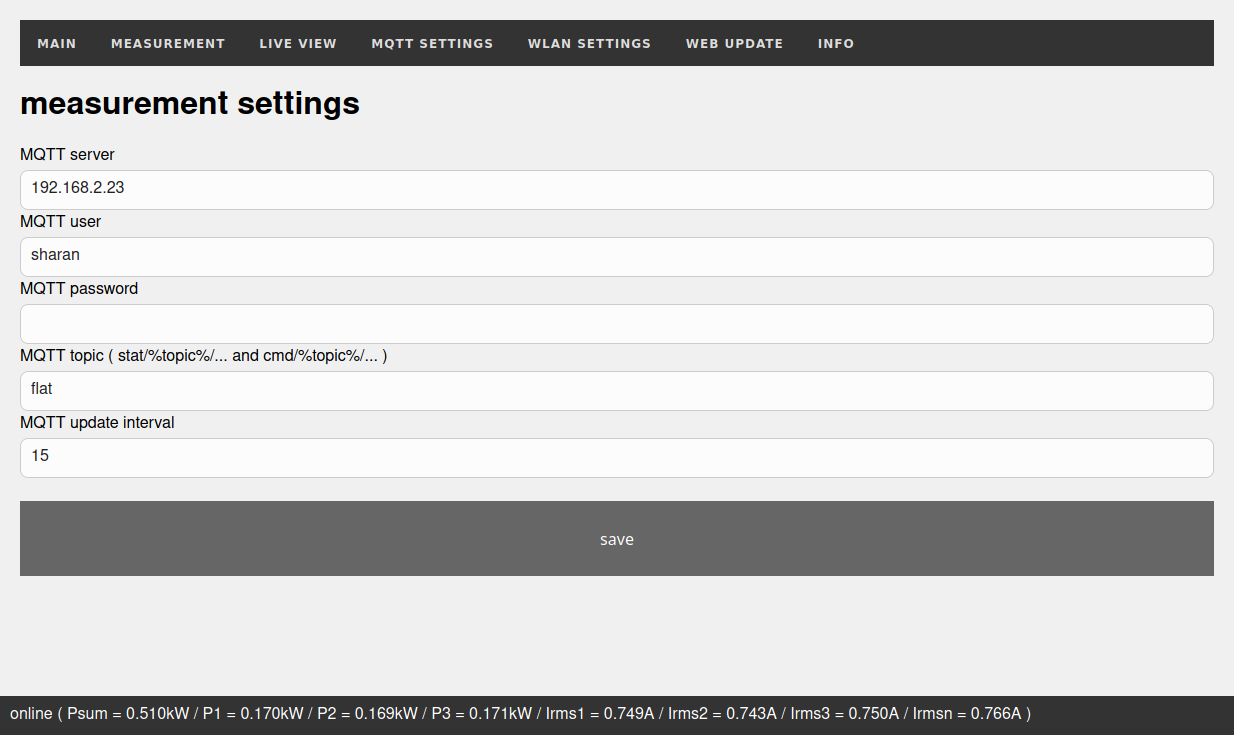 MAIN MEASUREMENT LIVE VIEW MQTT SETTINGS WLAN SETTINGS WEB UPDATE INFO
measurement settings
MQTT server
192.168.2.23
MQTT user
sharan
MQTT password
MQTT topic ( stat/%topic%/... and cmd/%topic%/... )
flat
MQTT update interval
15
save
online ( Psum = 0.510kW / P1 = 0.170kW / P2 = 0.169kW / P3 = 0.171kW / Irms1 = 0.749A / Irms2 = 0.743A / Irms3 = 0.750A / Irmsn = 0.766A )